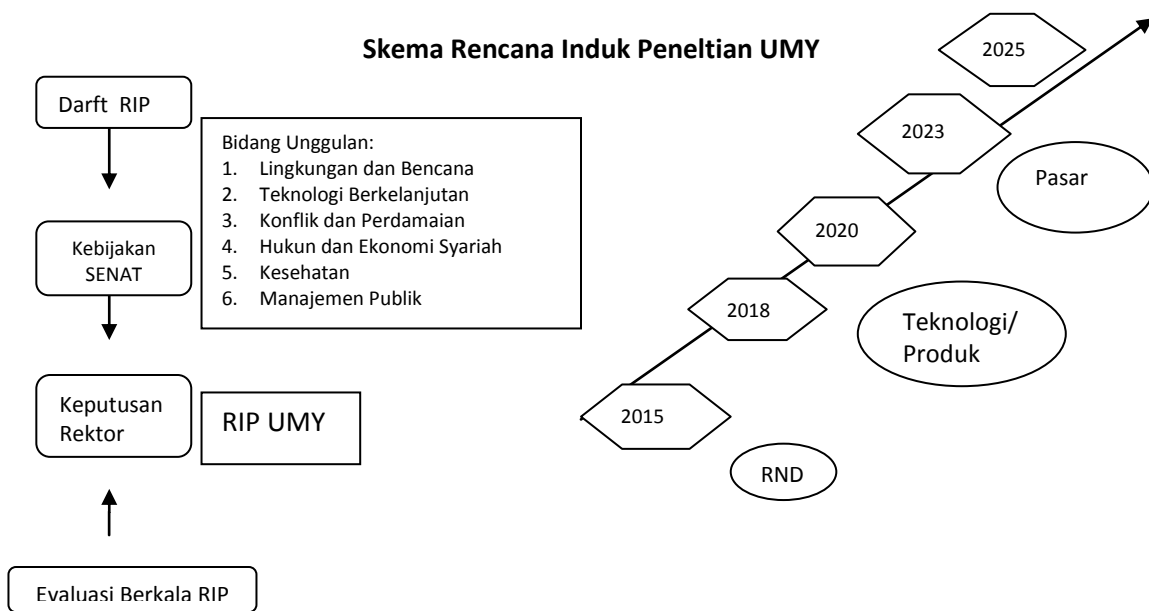 Skema Rencana Induk Peneltian UMY
Darft RIP
Kebijakan
SENAT
Keputusan
Rektor
Evaluasi Berkala RIP
Bidang Unggulan:
1. Lingkungan dan Bencana
2. Teknologi Berkelanjutan
3. Konflik dan Perdamaian
4. Hukun dan Ekonomi Syariah
5. Kesehatan
6. Manajemen Publik
RIP UMY
2015
2018
2020
2023
2025
RND
Teknologi/
Produk
Pasar